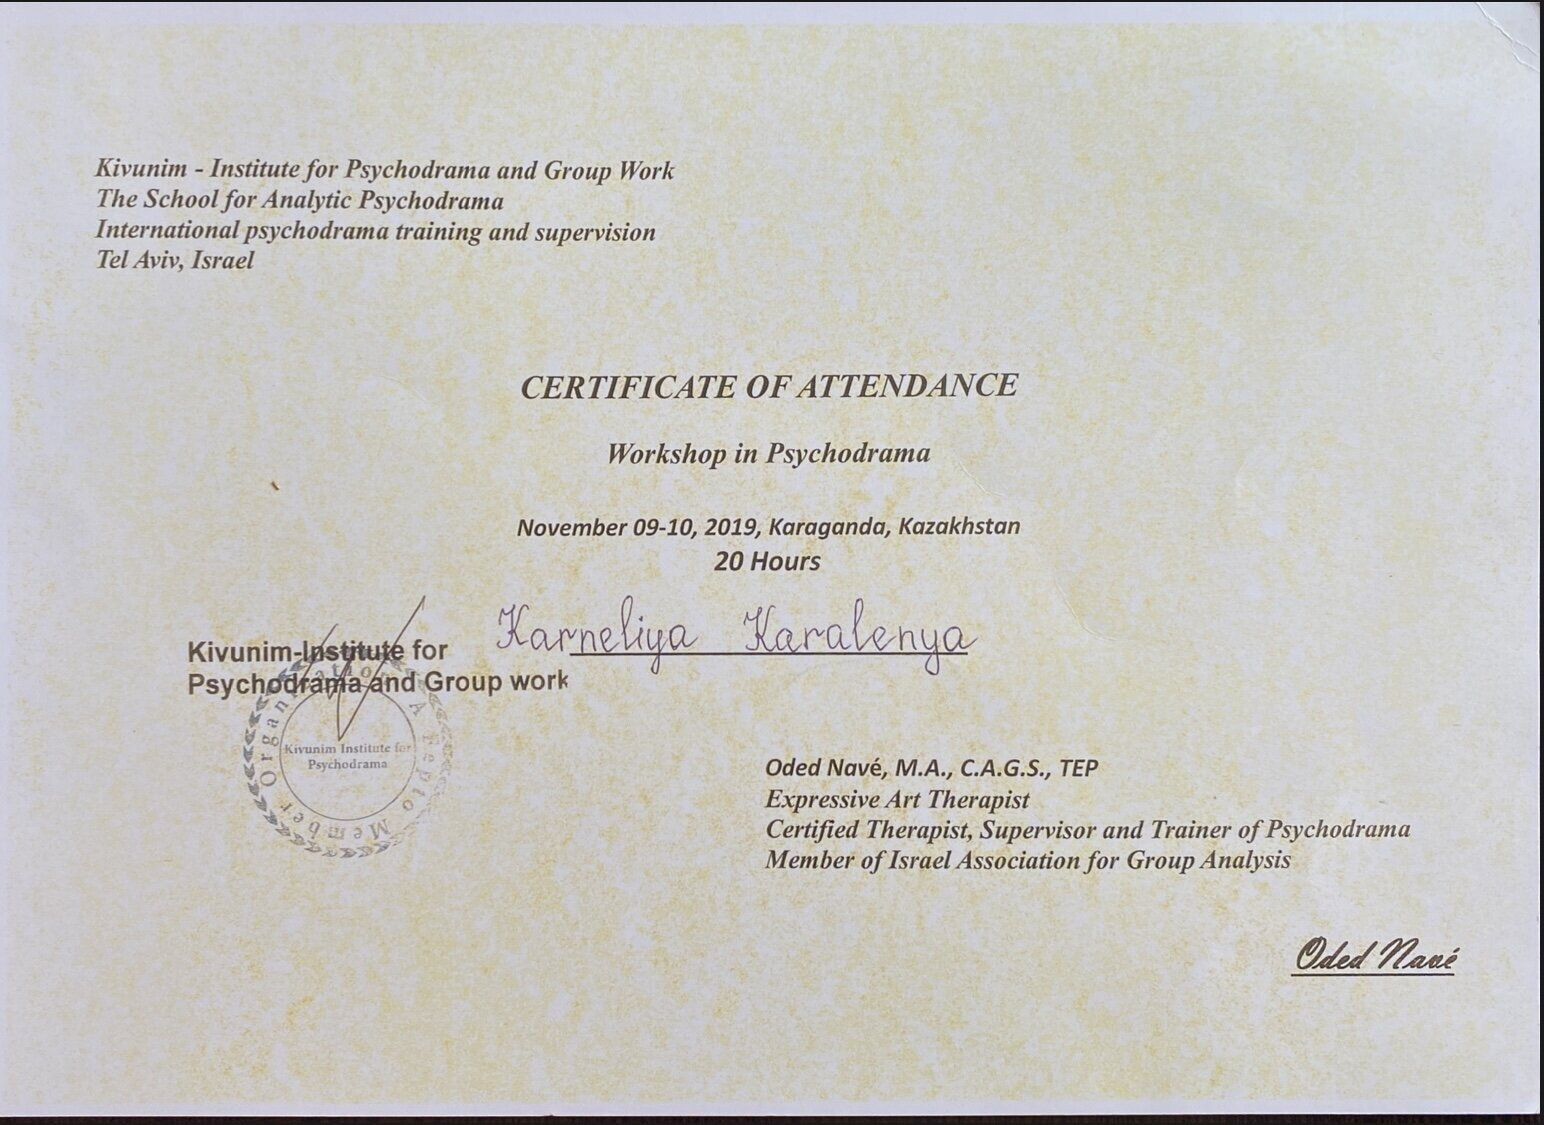 Kivunim - Institute for Psychodrama and Group Work
The School for Analytic Psychodrama
International psychodrama training and supervision
Tel Aviv, Israel
CERTIFICATE OF ATTENDANCE
Workshop in Psychodrama
November 09-10, 2019, Karaganda, Kazakhstan
20 Hours
Karneliya Karalenya
Kivunim-Institute for
Psychodrama and Group work
A Fepto Member Organization
Kivunim Institute for
Psychodrama
Oded Navé, M.A., C.A.G.S., TEP
Expressive Art Therapist
Certified Therapist, Supervisor and Trainer of Psychodrama
Member of Israel Association for Group Analysis
Oded Navé